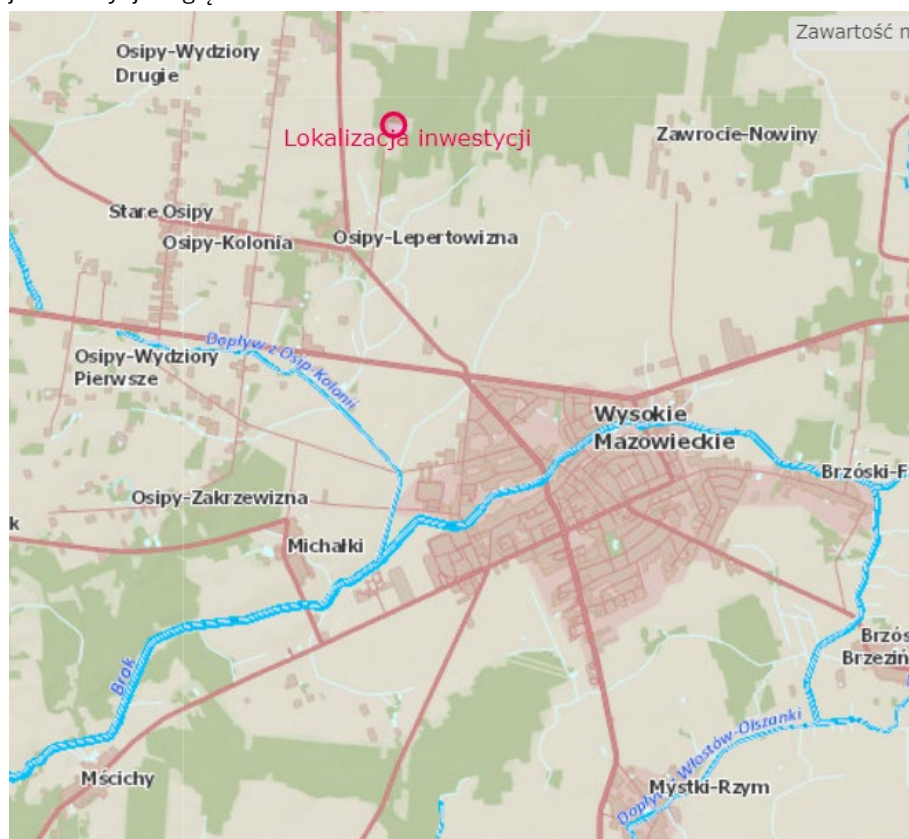 Zawartość
Osipy-Wydziory
Drugie
Lokalizacja inwestycji
Zawrocie-Nowiny
Stare Osipy
Osipy-Kolonia
Osipy-Lepertowizna
Dopływ z Osip-Kolonii
Osipy-Wydziory
Pierwsze
Wysokie
Mazowieckie
Brzóski-F
Osipy-Zakrzewizna
k
Michałki
Brzós
Brzeziń
Brok
Dopływ z Włostów-Olszanki
Mścichy
Mystki-Rzym